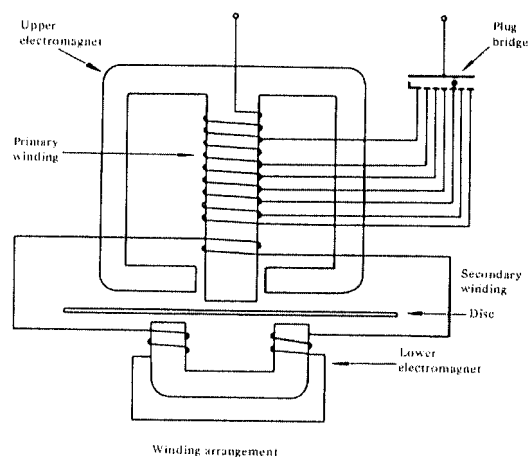 Upper
electromagnet
Plug
bridge
Primary
winding
Secondary
winding
Disc
Lower
electromagnet
Winding arrangement